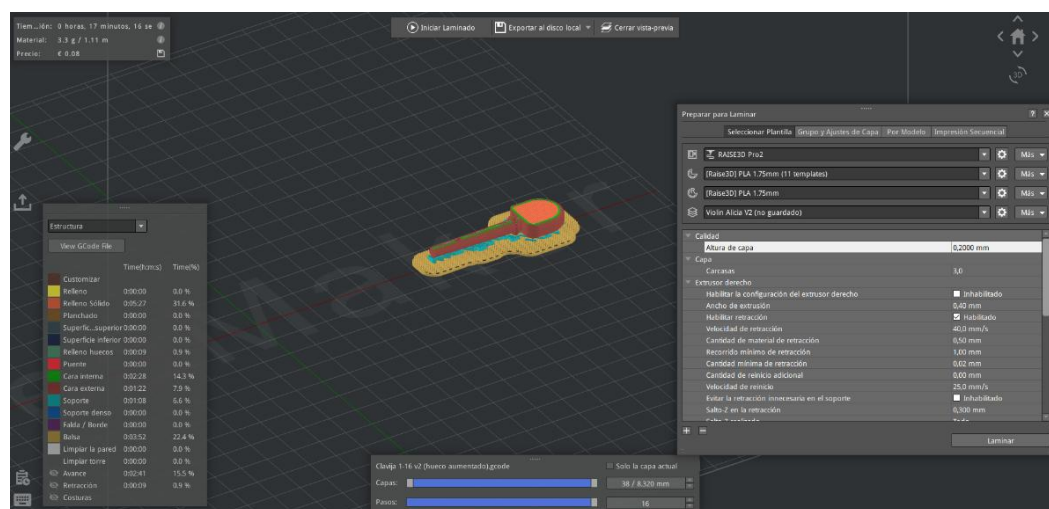 Tiem...ión: 0 horas, 17 minutos, 16 se
Material: 3.3 g / 1.11 m
Precio: € 0.08
Iniciar Laminado
Exportar al disco local
Cerrar vista-previa
3D
Preparar para Laminar
Seleccionar Plantilla Grupo y Ajustes de Capa Por Modelo Impresión Secuencial
RAISE3D Pro2 Más
[Raise3D] PLA 1.75mm (11 templates) Más
[Raise3D] PLA 1.75mm
Violin Alicia V2 (no guardado) Más
Calidad
Altura de capa 0,2000 mm
Capa
Carcasas 3,0
Extrusor derecho
Habilitar la configuración del extrusor derecho Inhabilitado
Ancho de extrusión 0,40 mm
Habilitar retracción Habilitado
Velocidad de retracción 40,0 mm/s
Cantidad de material de retracción 0,50 mm
Recorrido mínimo de retracción 1,00 mm
Cantidad mínima de retracción 0,02 mm
Cantidad de reinicio adicional 0,00 mm
Velocidad de reinicio 25,0 mm/s
Evitar la retracción innecesaria en el soporte Inhabilitado
Salto-Z en la retracción 0,300 mm
Laminar
Estructura
View GCode File
Time(h:m:s) Time(%)
Customizar
Relleno 0:00:00 0.0 %
Relleno Sólido 0:05:27 31.6 %
Planchado 0:00:00 0.0 %
Superfic...superior 0:00:00 0.0 %
Superficie inferior 0:00:00 0.0 %
Relleno huecos 0:00:09 0.9 %
Puente 0:00:00 0.0 %
Cara interna 0:02:28 14.3 %
Cara externa 0:01:22 7.9 %
Soporte 0:01:08 6.6 %
Soporte denso 0:00:00 0.0 %
Falda / Borde 0:00:00 0.0 %
Balsa 0:03:52 22.4 %
Limpiar la pared 0:00:00 0.0 %
Limpiar torre 0:00:00 0.0 %
Avance 0:02:41 15.5 %
Retracción 0:00:09 0.9 %
Costuras
Clavija 1-16 v2 (hueco aumentado).gcode Solo la capa actual
Capas: 38 / 8.320 mm
Pasos: 16